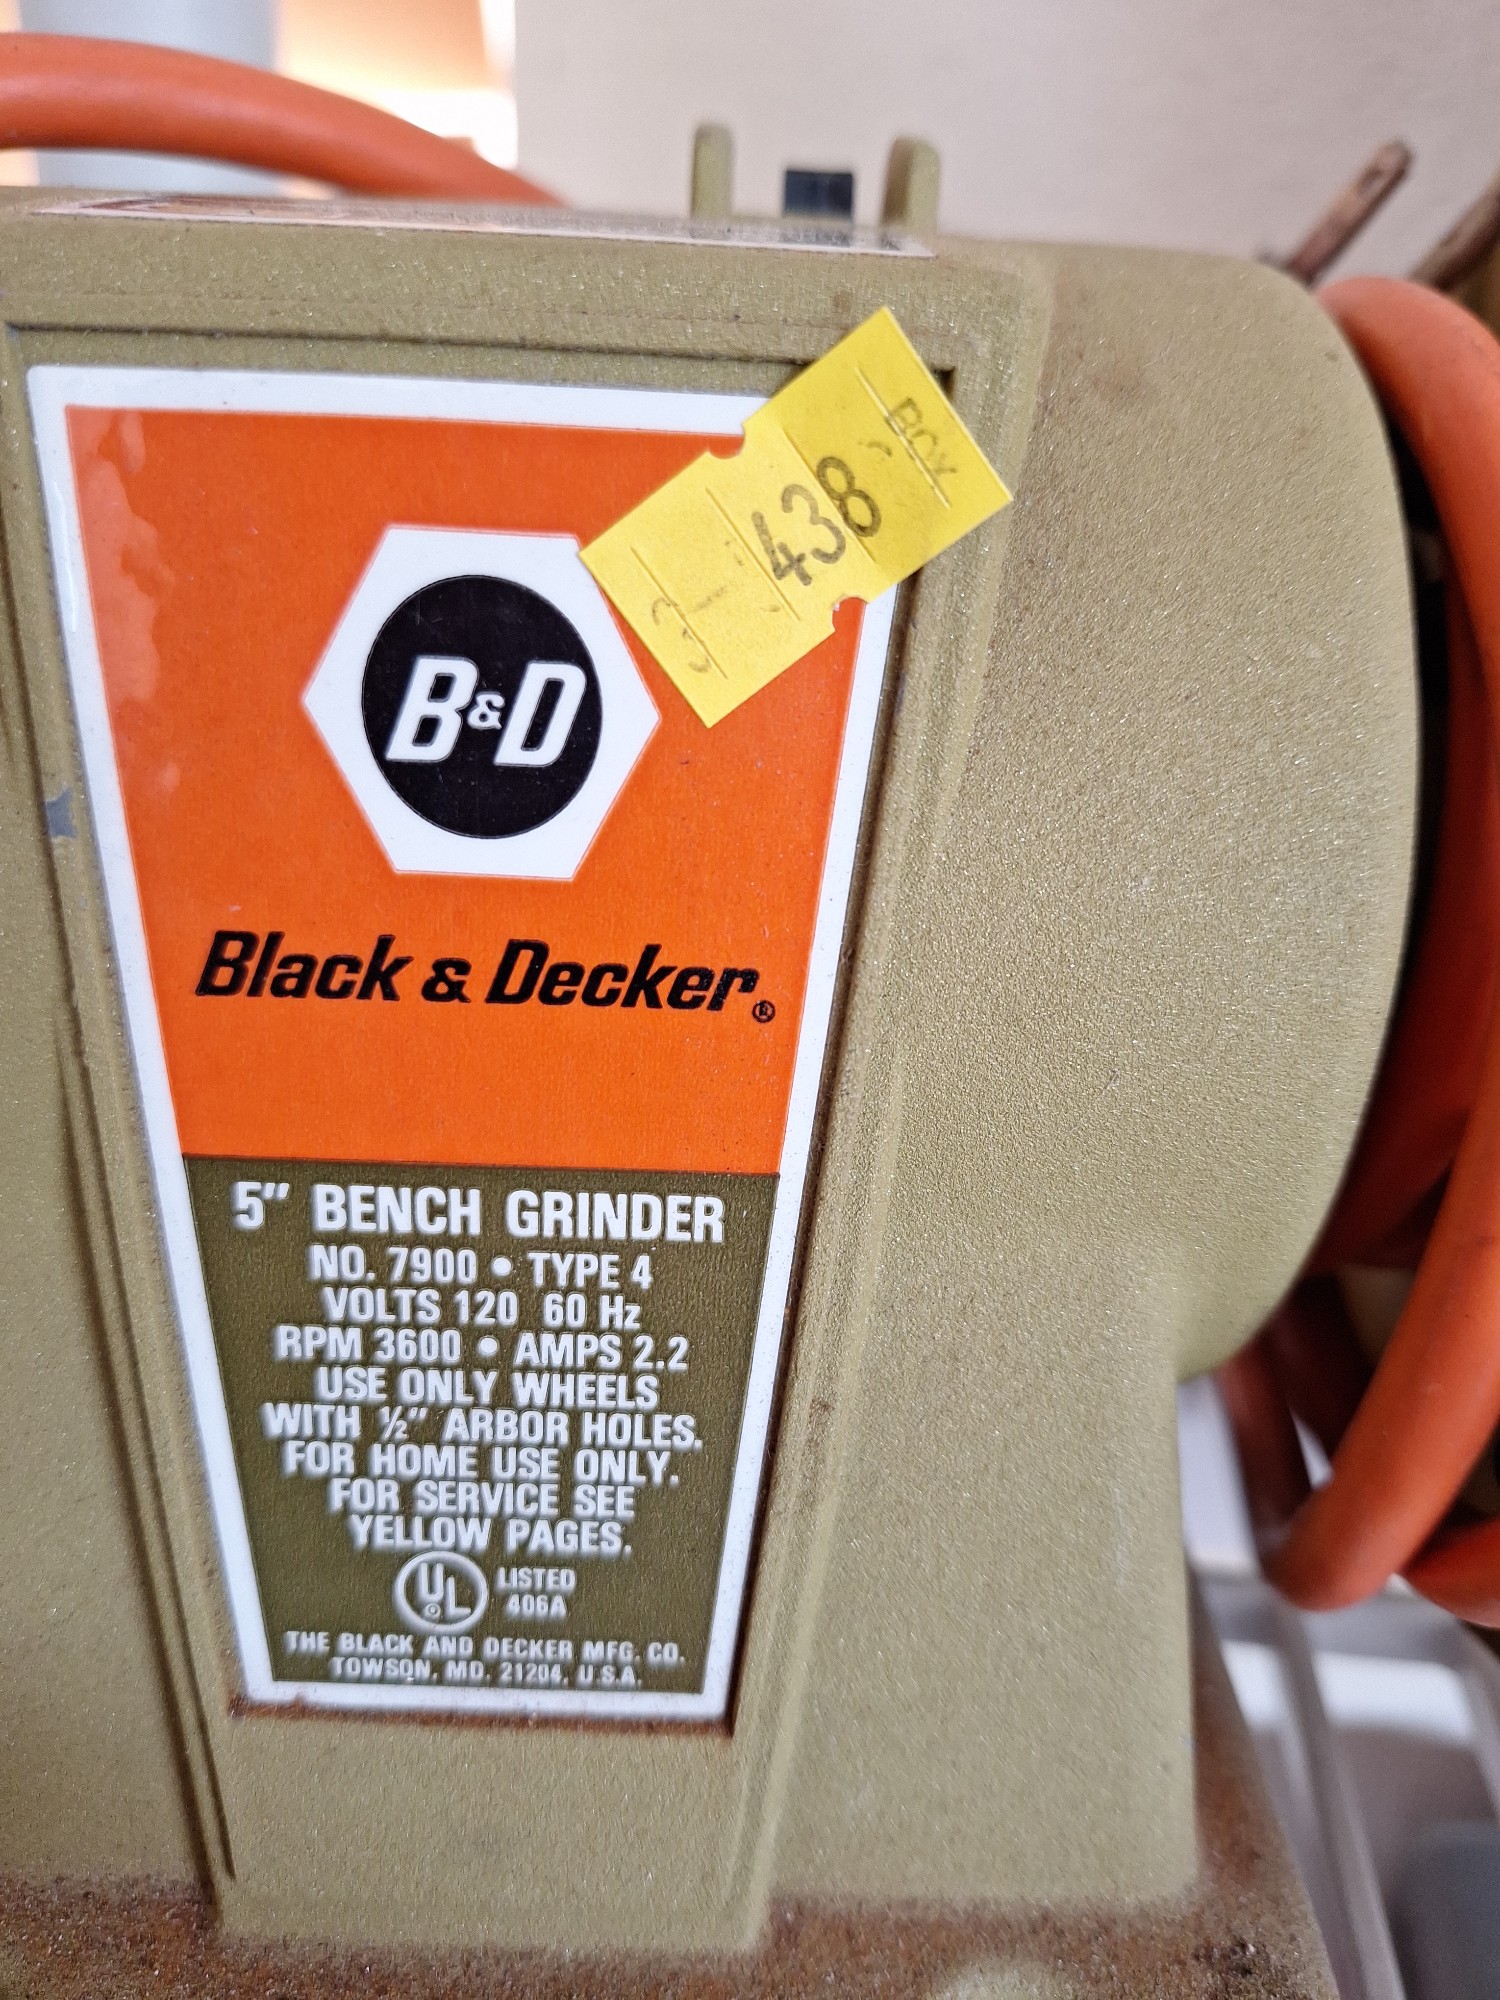 BOX
438
B&D
Black & Decker®
5" BENCH GRINDER
NO. 7900 • TYPE 4
VOLTS 120 60 Hz
RPM 3600 • AMPS 2.2
USE ONLY WHEELS
WITH ½" ARBOR HOLES.
FOR HOME USE ONLY.
FOR SERVICE SEE
YELLOW PAGES.
UL® LISTED
406A
THE BLACK AND DECKER MFG. CO.
TOWSON, MD. 21204, U.S.A.